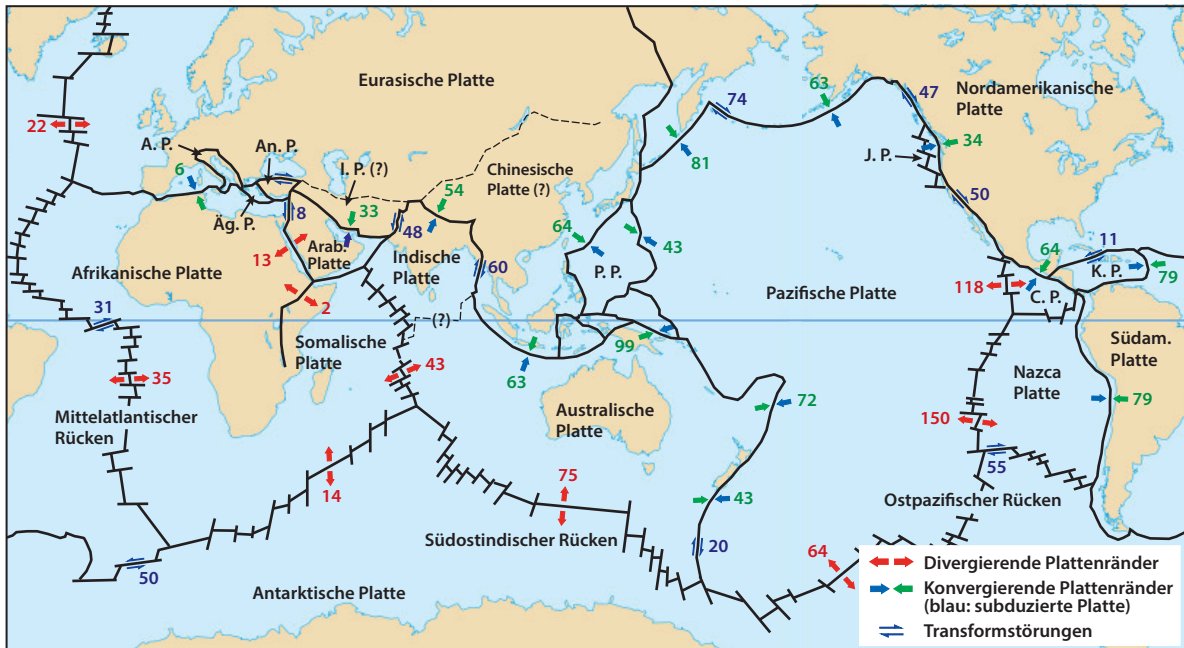 Eurasische Platte
Nordamerikanische
Platte
63
47
74
34
22
A. P.
An. P.
J. P.
6
I. P. (?)
Chinesische
Platte (?)
81
54
50
Äg. P.
8
33
48
64
43
64
11
Afrikanische Platte
13
Arab.
Platte
Indische
Platte
60
P. P.
K. P.
79
118
C. P.
Pazifische Platte
2
31
(?)
Somalische
Platte
99
Südam.
Platte
35
43
63
Nazca
Platte
Mittelatlantischer
Rücken
Australische
Platte
72
79
150
55
75
14
43
Ostpazifischer Rücken
Südostindischer Rücken
20
64
50
Antarktische Platte
Divergierende Plattenränder
Konvergierende Plattenränder
(blau: subduzierte Platte)
Transformstörungen